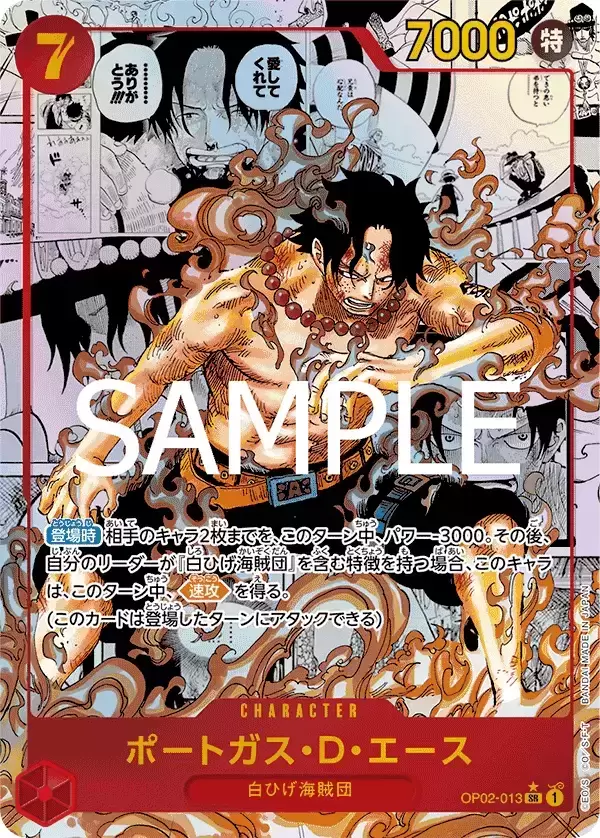 7
7000 特
愛して
くれて
………
ありが
とう!!!
SAMPLE
登場時 相手のキャラ2枚までを、このターン中、パワー-3000。その後、
自分のリーダーが『白ひげ海賊団』を含む特徴を持つ場合、このキャラ
は、このターン中、速攻 を得る。
(このカードは登場したターンにアタックできる)
BANDAI MADE IN JAPAN
CHARACTER
ポートガス・D・エース
白ひげ海賊団
OP02-013 SR 1